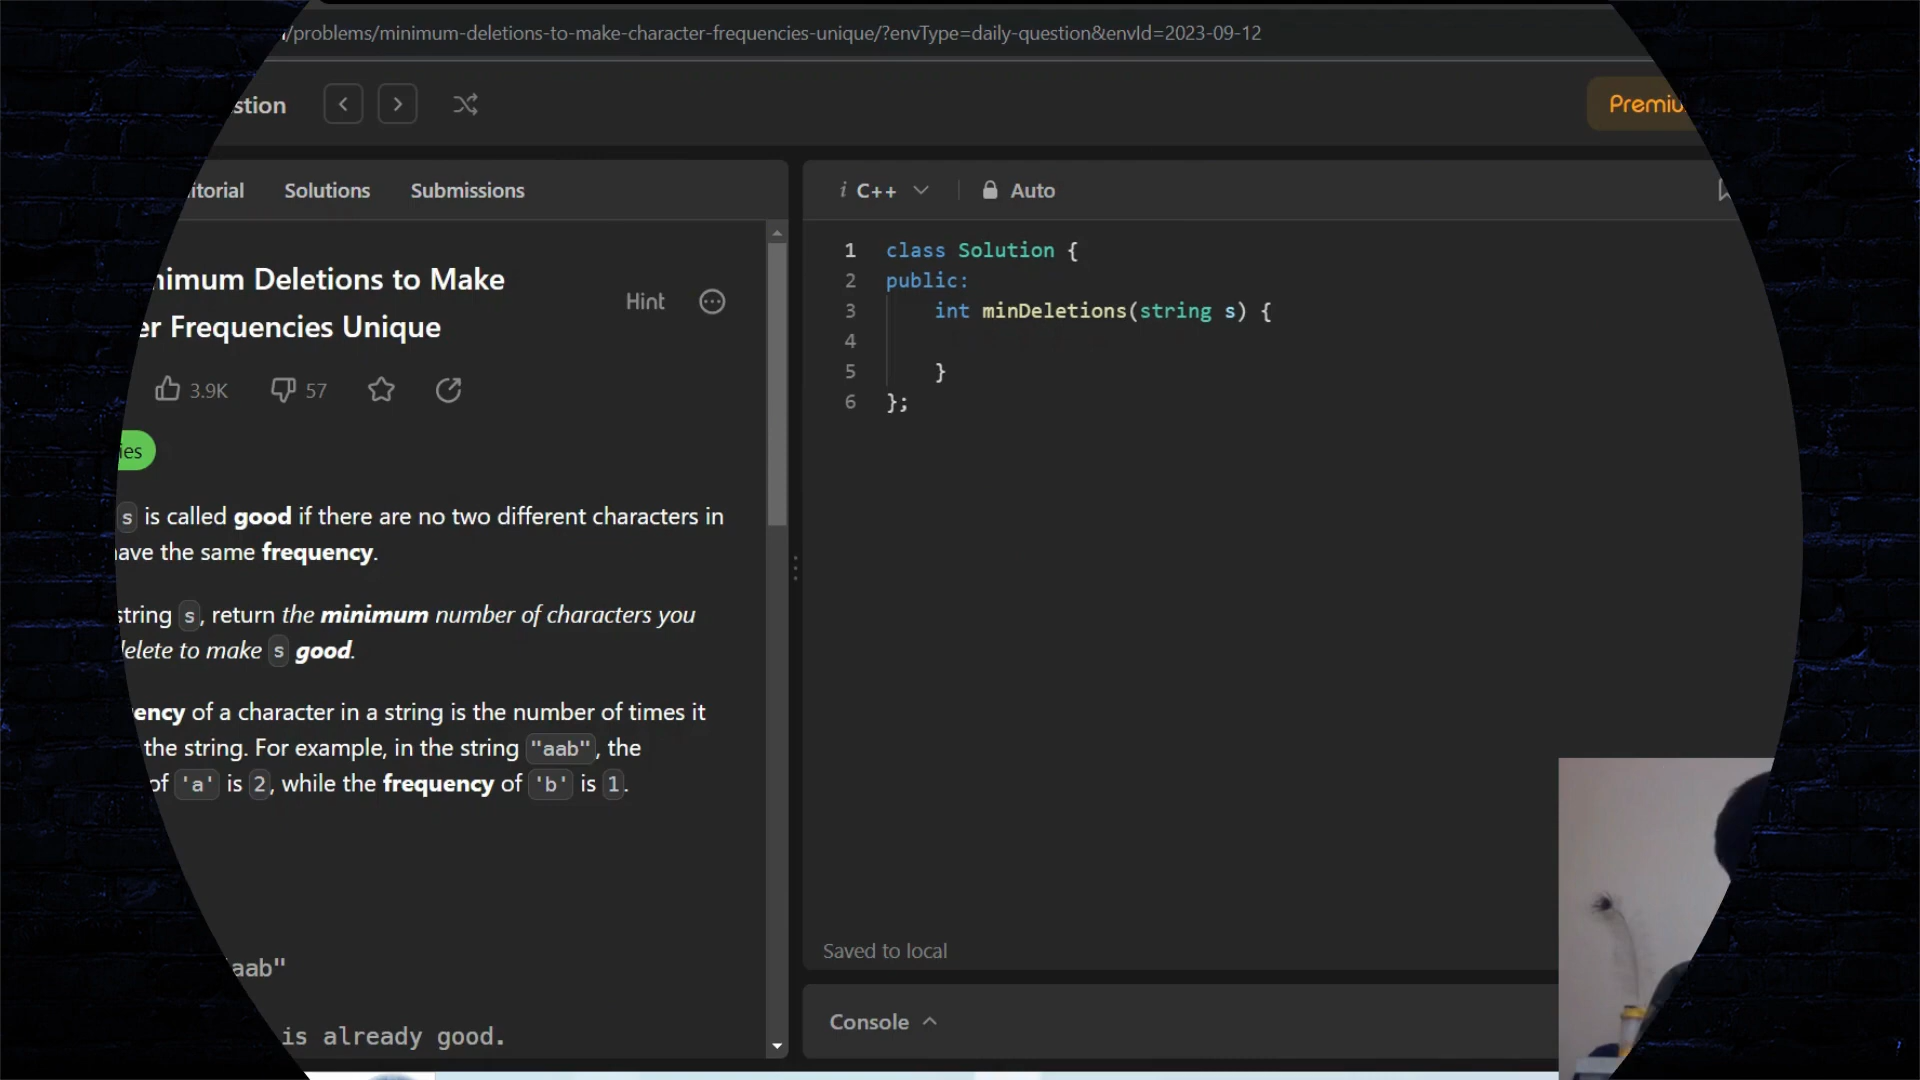 /problems/minimum-deletions-to-make-character-frequencies-unique/?envType=daily-question&envId=2023-09-12
stion
Premiu
itorial Solutions Submissions
nimum Deletions to Make
er Frequencies Unique
Hint
3.9K 57
ies
s is called good if there are no two different characters in
ave the same frequency.
string s, return the minimum number of characters you
delete to make s good.
ency of a character in a string is the number of times it
the string. For example, in the string "aab", the
of 'a' is 2, while the frequency of 'b' is 1.
aab"
is already good.
i C++ Auto
1 class Solution {
2 public:
3 int minDeletions(string s) {
4
5 }
6 };
Saved to local
Console